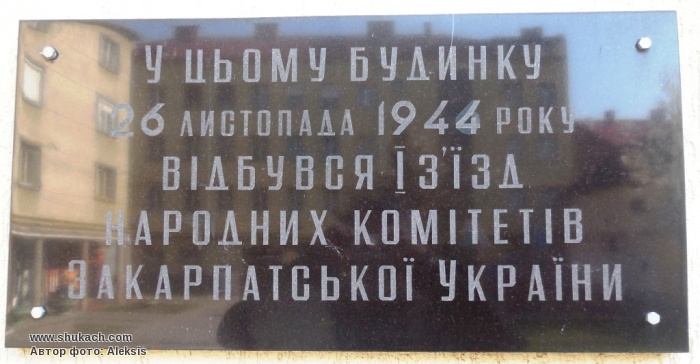 У ЦЬОМУ БУДИНКУ
26 ЛИСТОПАДА 1944 РОКУ
ВІДБУВСЯ І З'ЇЗД
НАРОДНИХ КОМІТЕТІВ
ЗАКАРПАТСЬКОЇ УКРАЇНИ
www.shukach.com
Автор фото: Aleksis